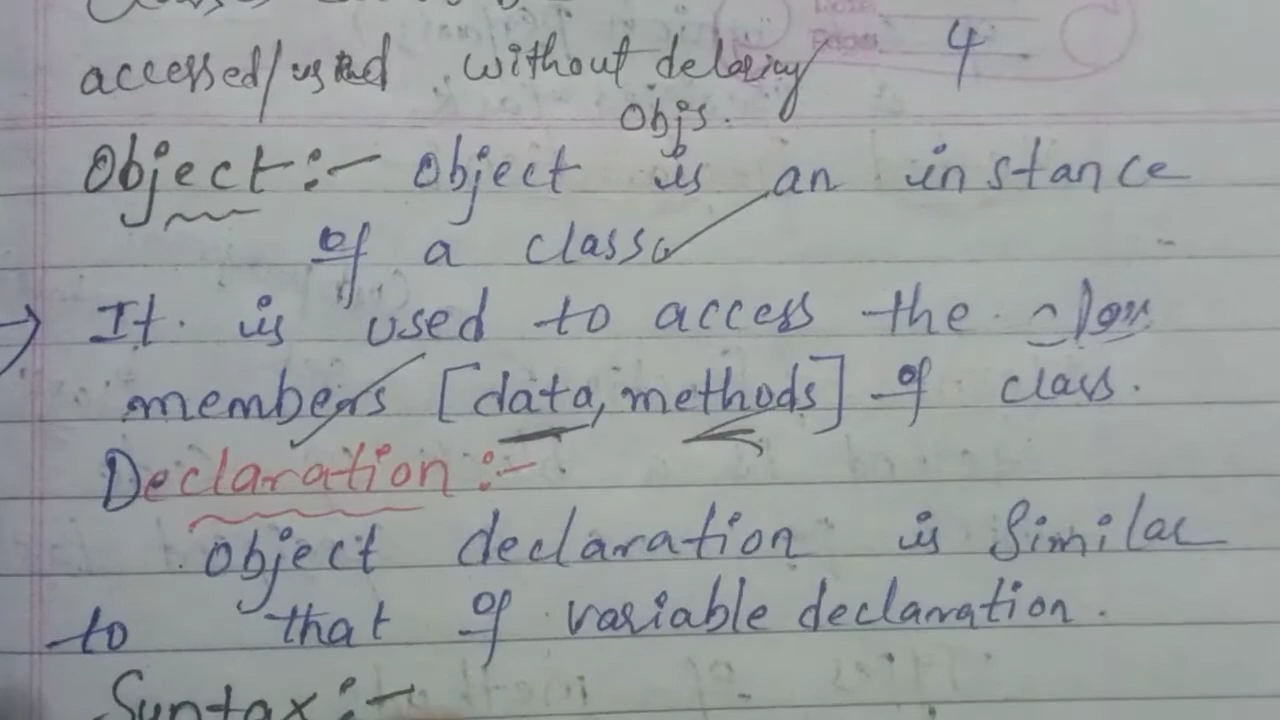 accessed/used without delaring 4
Objs.
Object :- Object is an instance
of a class
→ It is used to access the
members [data, methods] of class.
Declaration :-
Object declaration is Similar
to that of variable declaration.
Syntax :-